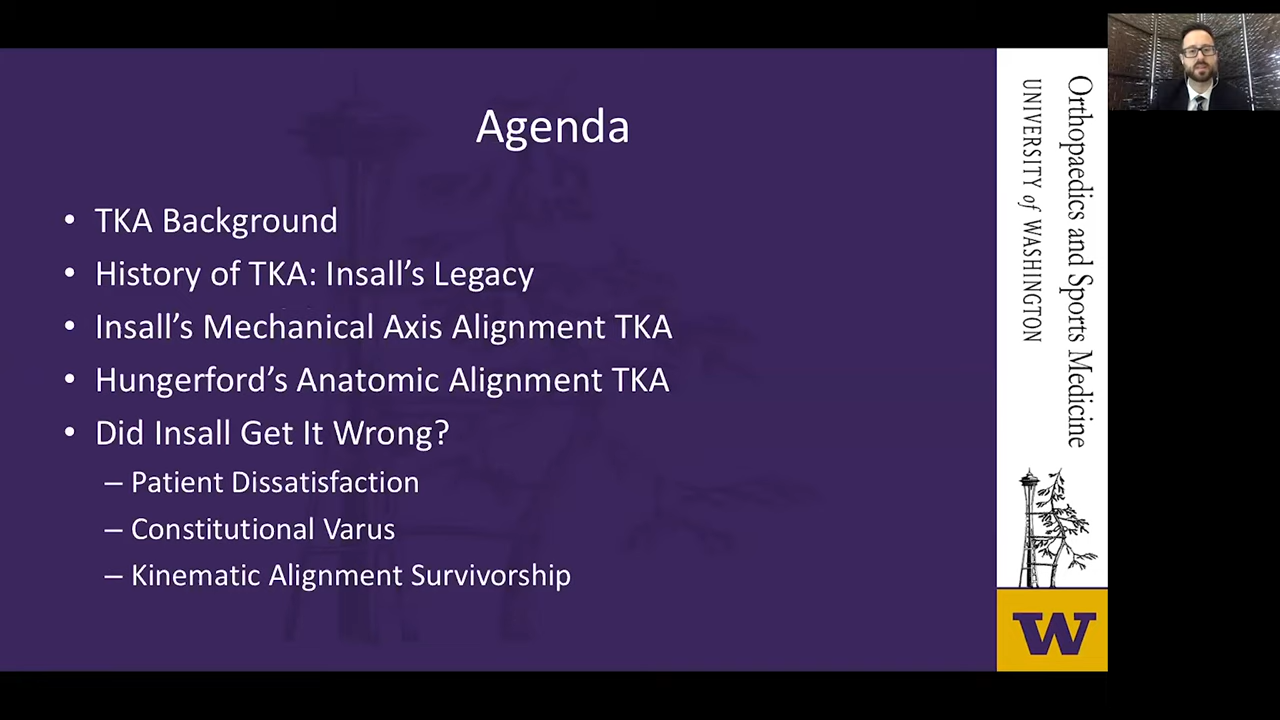 Agenda
• TKA Background
• History of TKA: Insall's Legacy
• Insall's Mechanical Axis Alignment TKA
• Hungerford's Anatomic Alignment TKA
• Did Insall Get It Wrong?
– Patient Dissatisfaction
– Constitutional Varus
– Kinematic Alignment Survivorship
Orthopaedics and Sports Medicine
UNIVERSITY of WASHINGTON
W